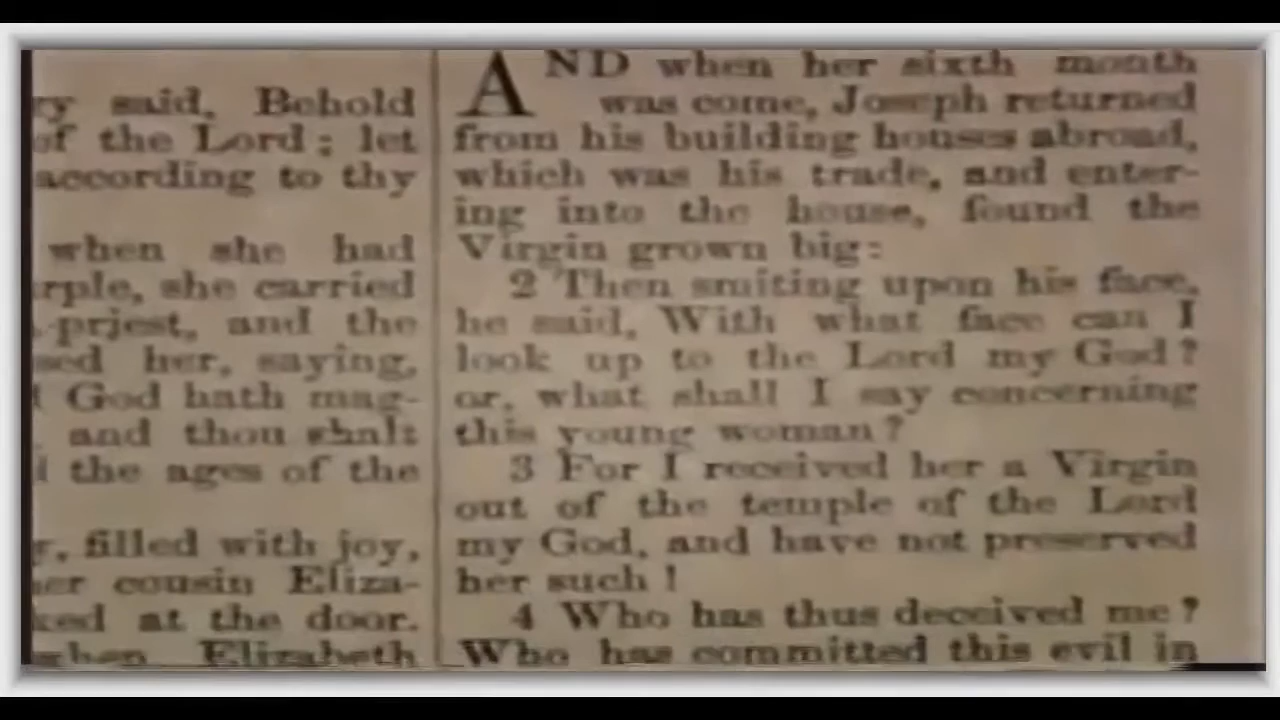 ry said, Behold
of the Lord; let
according to thy
when she had
rple, she carried
priest, and the
sed her, saying,
God hath mag-
and thou shalt
the ages of the
r, filled with joy,
her cousin Eliza-
ked at the door.
when Elizabeth
AND when her sixth month
was come, Joseph returned
from his building houses abroad,
which was his trade, and enter-
ing into the house, found the
Virgin grown big:
2 Then smiting upon his face,
he said, With what face can I
look up to the Lord my God?
or, what shall I say concerning
this young woman?
3 For I received her a Virgin
out of the temple of the Lord
my God, and have not preserved
her such!
4 Who has thus deceived me?
Who has committed this evil in